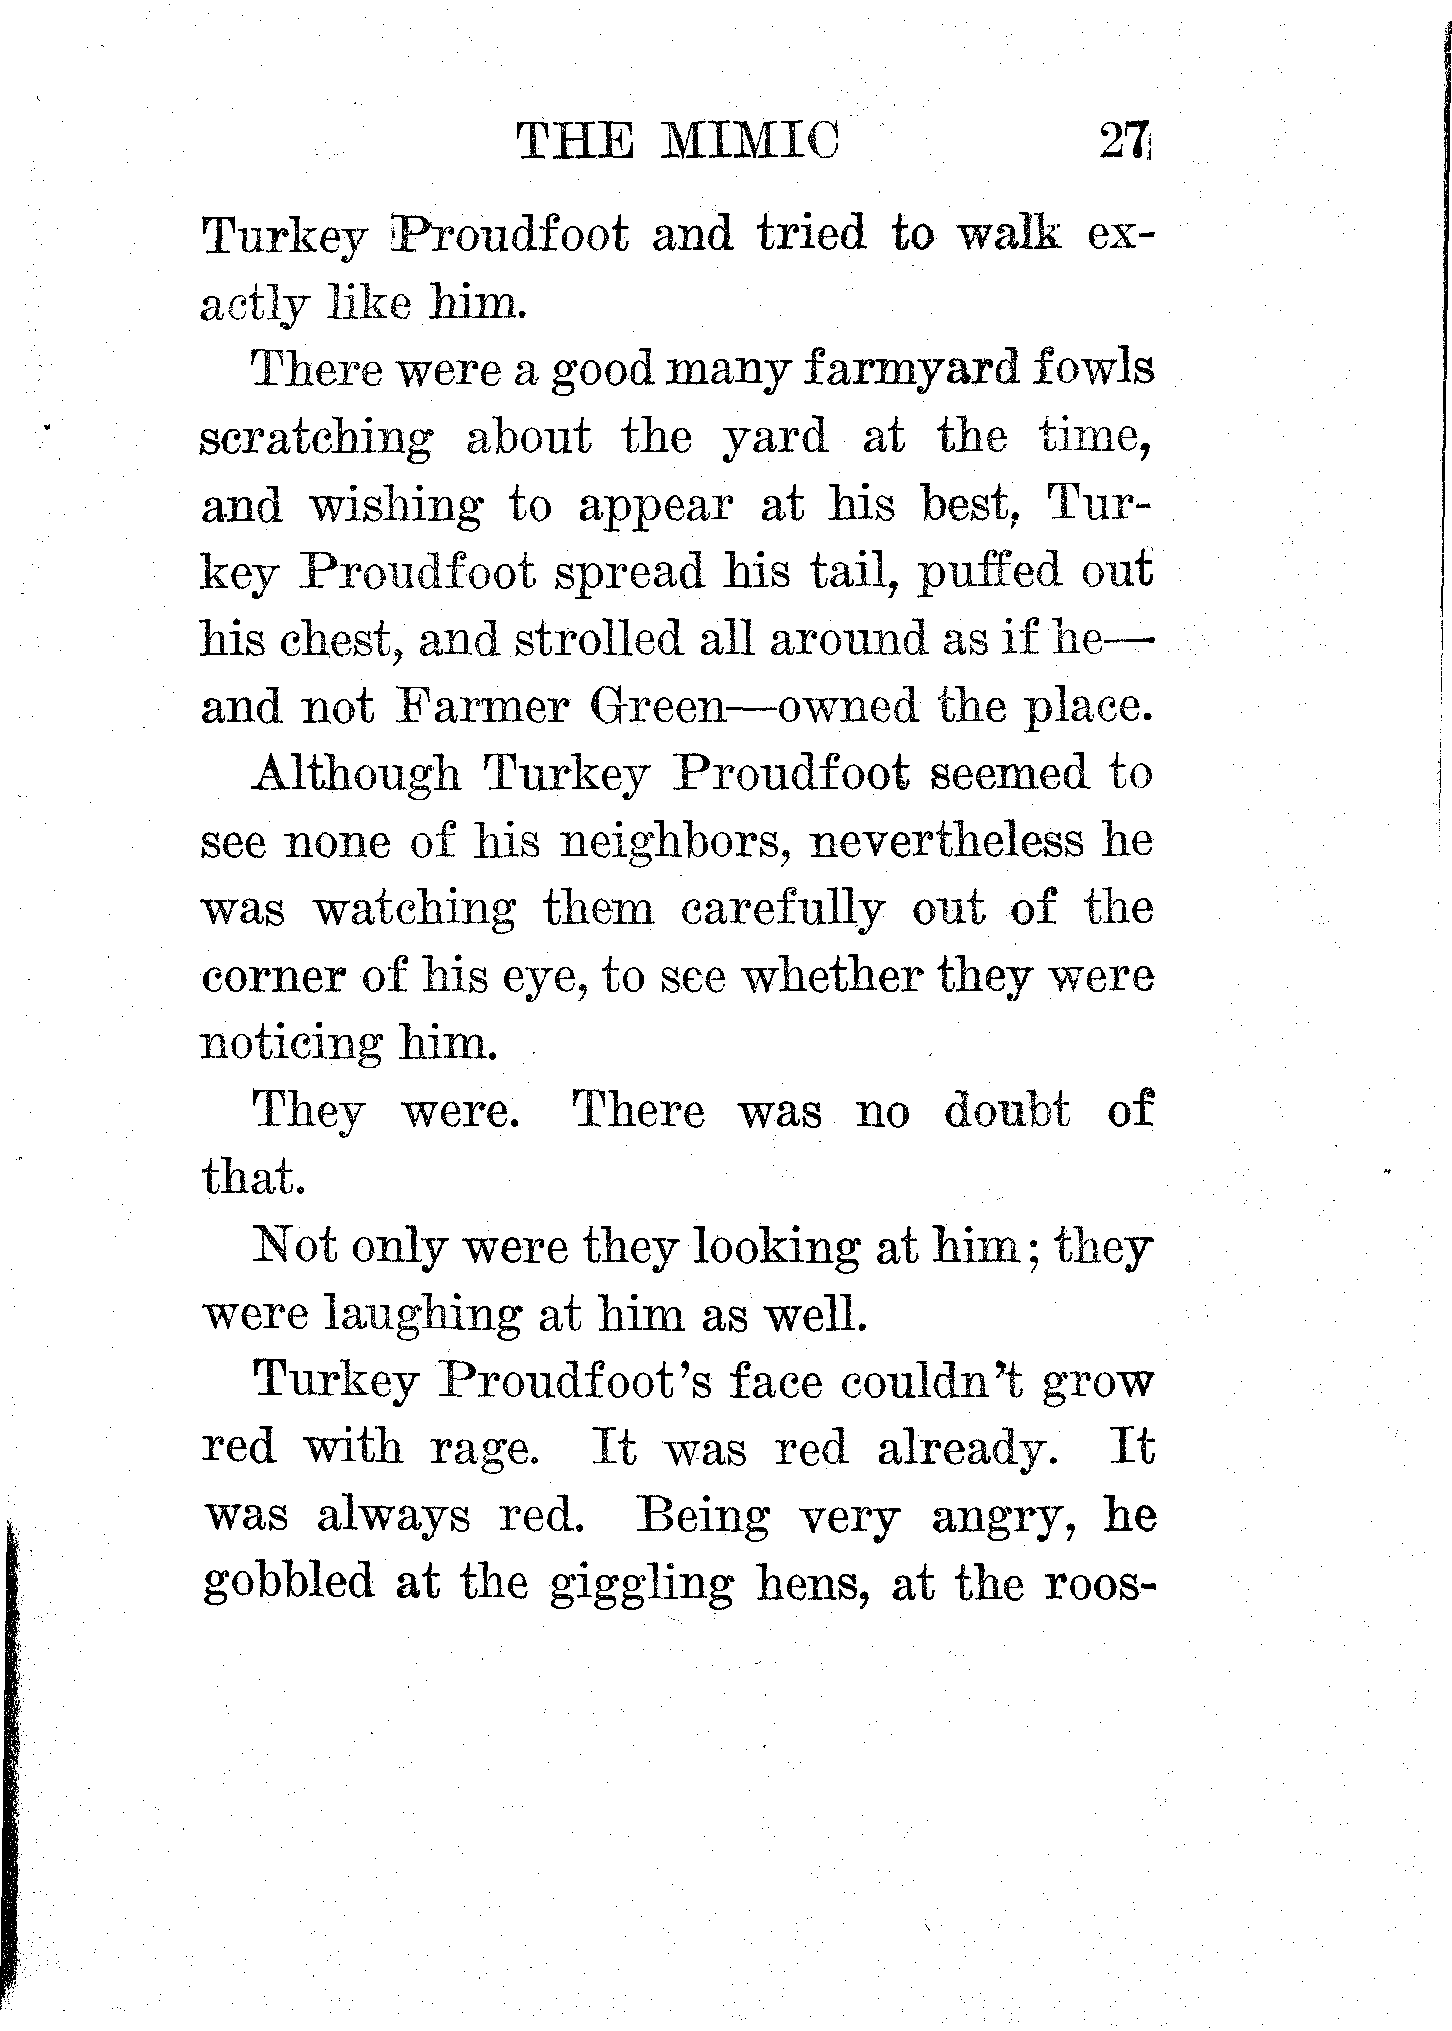 THE MIMIC 27
Turkey Proudfoot and tried to walk ex-
actly like him.
There were a good many farmyard fowls
scratching about the yard at the time,
and wishing to appear at his best, Tur-
key Proudfoot spread his tail, puffed out
his chest, and strolled all around as if he—
and not Farmer Green—owned the place.
Although Turkey Proudfoot seemed to
see none of his neighbors, nevertheless he
was watching them carefully out of the
corner of his eye, to see whether they were
noticing him.
They were. There was no doubt of
that.
Not only were they looking at him; they
were laughing at him as well.
Turkey Proudfoot's face couldn't grow
red with rage. It was red already. It
was always red. Being very angry, he
gobbled at the giggling hens, at the roos-